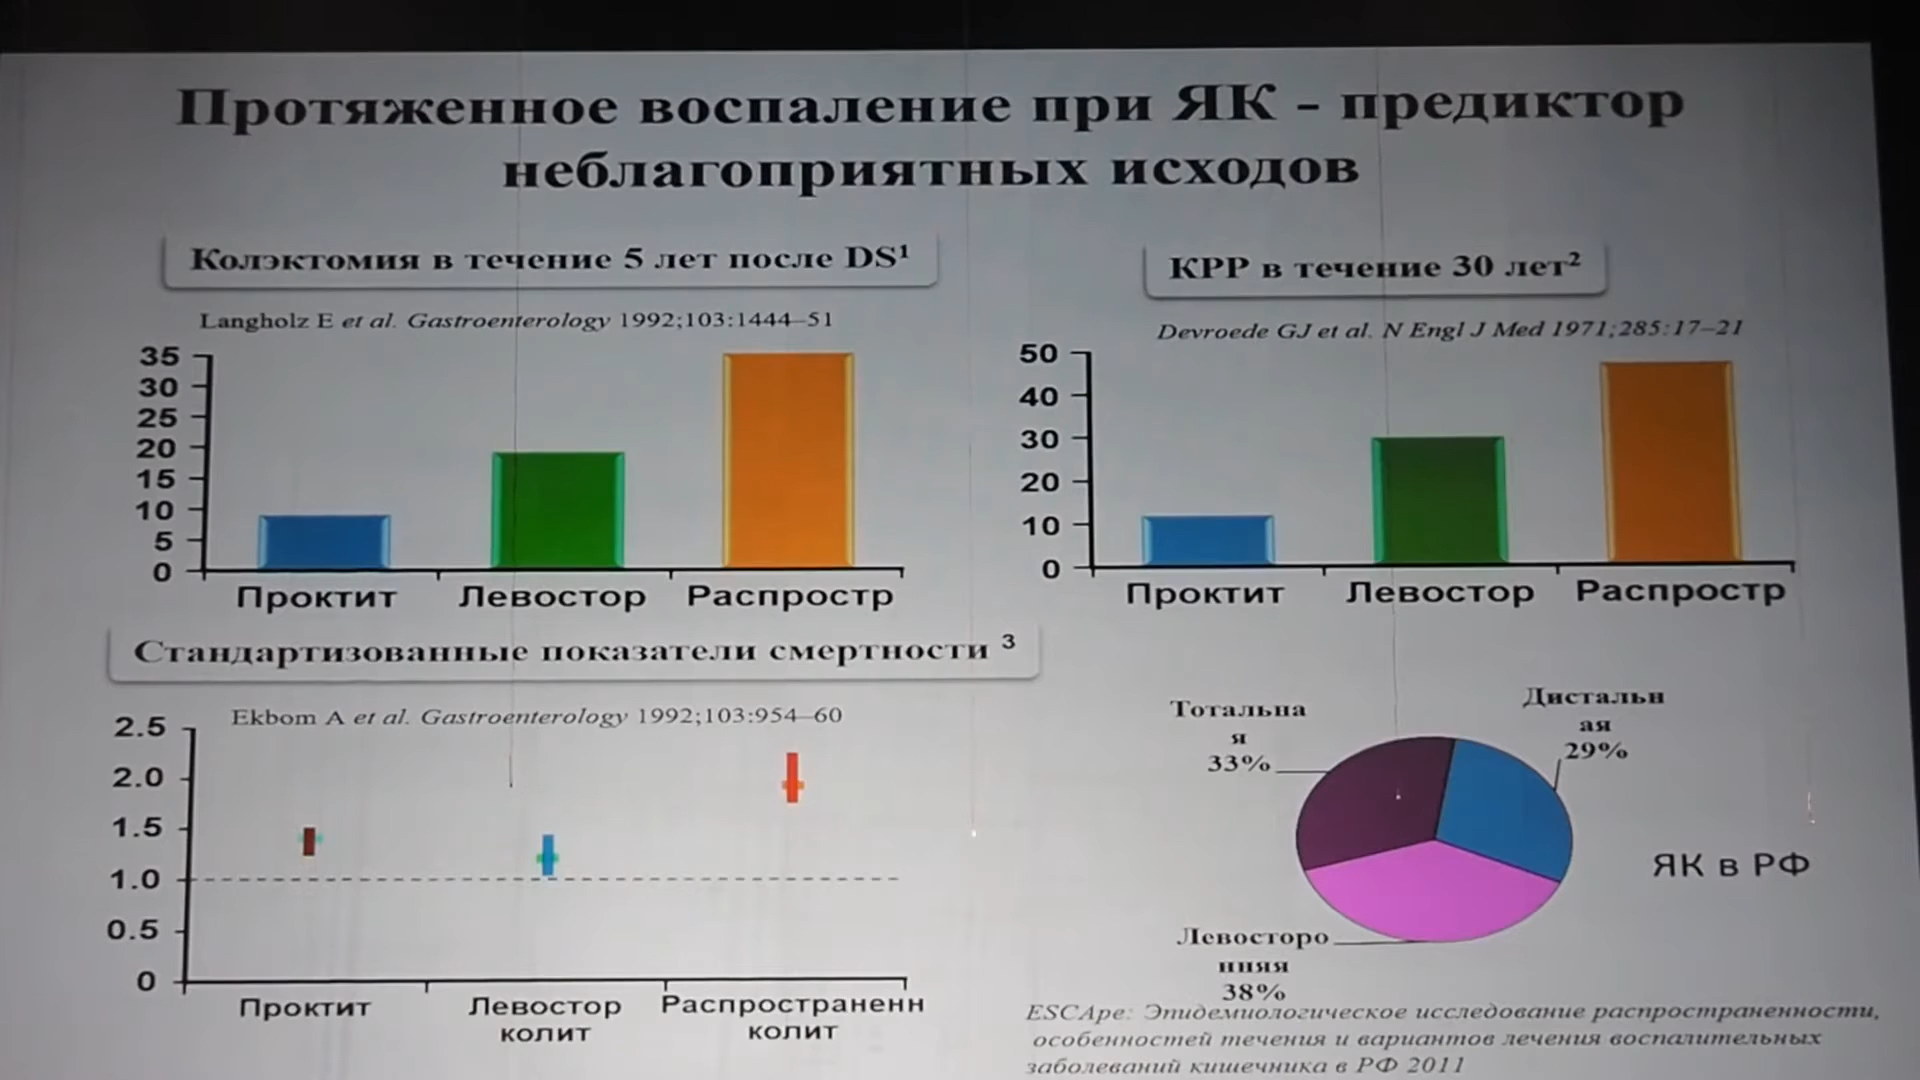 Протяженное воспаление при ЯК - предиктор
неблагоприятных исходов
Колэктомия в течение 5 лет после DS¹
Langholz E et al. Gastroenterology 1992;103:1444–51
35
30
25
20
15
10
5
0
Проктит
Левостор
Распростр
КРР в течение 30 лет²
Devroede GJ et al. N Engl J Med 1971;285:17–21
50
40
30
20
10
0
Проктит
Левостор
Распростр
Стандартизованные показатели смертности ³
Ekbom A et al. Gastroenterology 1992;103:954–60
2.5
2.0
1.5
1.0
0.5
0
Проктит
Левостор
колит
Распространенн
колит
Тотальна
я
33%
Дистальн
ая
29%
Левосторо
нняя
38%
ЯК в РФ
ESCApe: Эпидемиологическое исследование распространенности,
особенностей течения и вариантов лечения воспалительных
заболеваний кишечника в РФ 2011